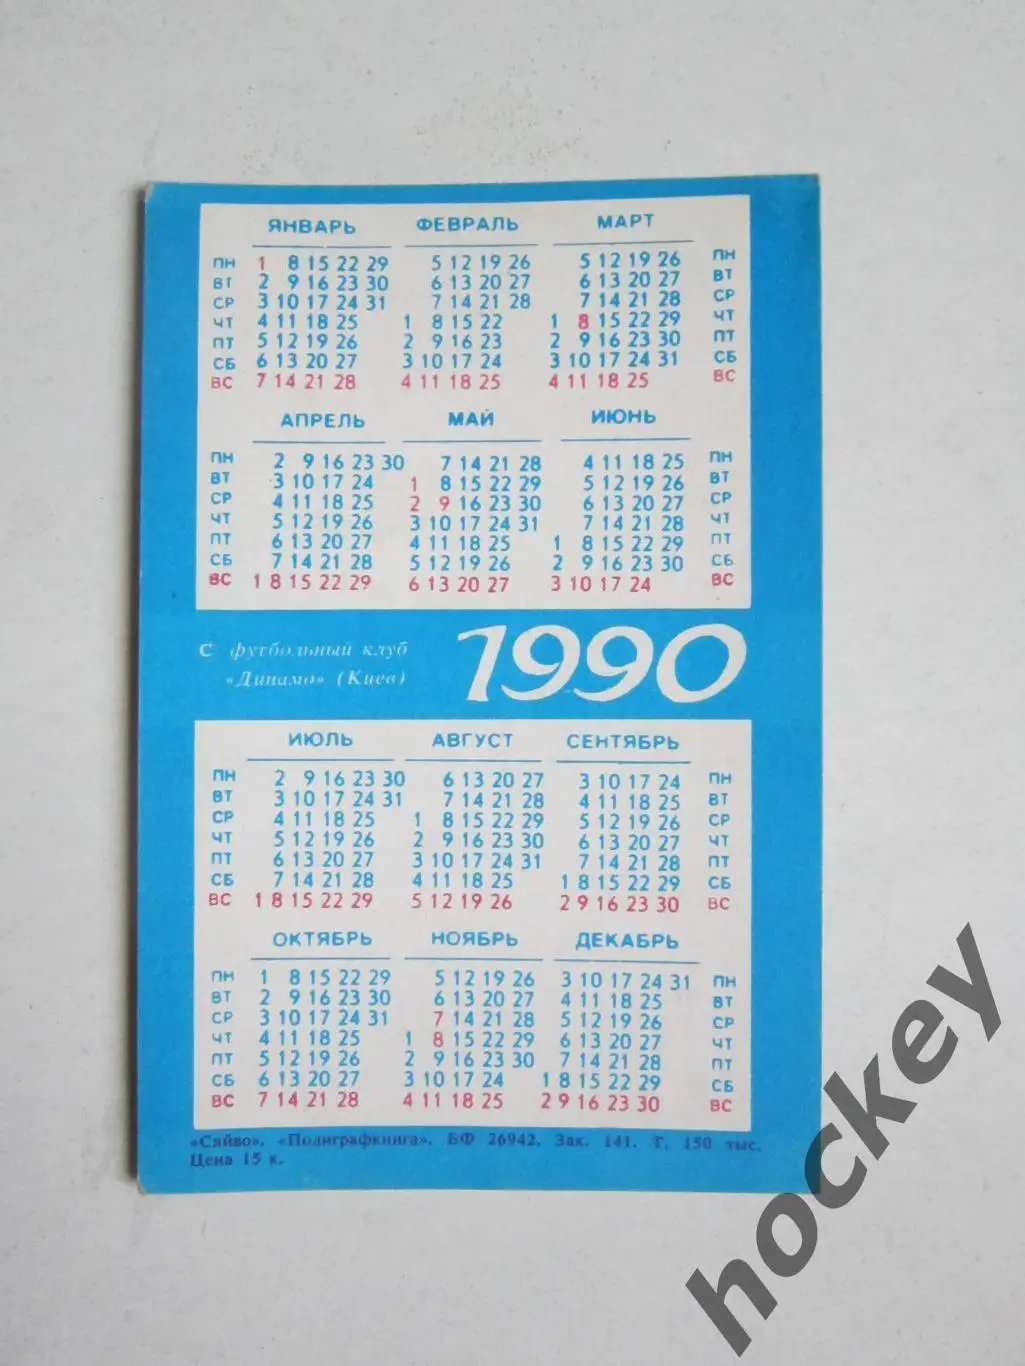 ЯНВАРЬ ФЕВРАЛЬ МАРТ
ПН 1 8 15 22 29 5 12 19 26 5 12 19 26 ПН
ВТ 2 9 16 23 30 6 13 20 27 6 13 20 27 ВТ
СР 3 10 17 24 31 7 14 21 28 7 14 21 28 СР
ЧТ 4 11 18 25 1 8 15 22 1 8 15 22 29 ЧТ
ПТ 5 12 19 26 2 9 16 23 2 9 16 23 30 ПТ
СБ 6 13 20 27 3 10 17 24 3 10 17 24 31 СБ
ВС 7 14 21 28 4 11 18 25 4 11 18 25 ВС
АПРЕЛЬ МАЙ ИЮНЬ
ПН 2 9 16 23 30 7 14 21 28 4 11 18 25 ПН
ВТ 3 10 17 24 1 8 15 22 29 5 12 19 26 ВТ
СР 4 11 18 25 2 9 16 23 30 6 13 20 27 СР
ЧТ 5 12 19 26 3 10 17 24 31 7 14 21 28 ЧТ
ПТ 6 13 20 27 4 11 18 25 1 8 15 22 29 ПТ
СБ 7 14 21 28 5 12 19 26 2 9 16 23 30 СБ
ВС 1 8 15 22 29 6 13 20 27 3 10 17 24 ВС
С футбольный клуб
«Динамо» (Киев)
1990
ИЮЛЬ АВГУСТ СЕНТЯБРЬ
ПН 2 9 16 23 30 6 13 20 27 3 10 17 24 ПН
ВТ 3 10 17 24 31 7 14 21 28 4 11 18 25 ВТ
СР 4 11 18 25 1 8 15 22 29 5 12 19 26 СР
ЧТ 5 12 19 26 2 9 16 23 30 6 13 20 27 ЧТ
ПТ 6 13 20 27 3 10 17 24 31 7 14 21 28 ПТ
СБ 7 14 21 28 4 11 18 25 1 8 15 22 29 СБ
ВС 1 8 15 22 29 5 12 19 26 2 9 16 23 30 ВС
ОКТЯБРЬ НОЯБРЬ ДЕКАБРЬ
ПН 1 8 15 22 29 5 12 19 26 3 10 17 24 31 ПН
ВТ 2 9 16 23 30 6 13 20 27 4 11 18 25 ВТ
СР 3 10 17 24 31 7 14 21 28 5 12 19 26 СР
ЧТ 4 11 18 25 1 8 15 22 29 6 13 20 27 ЧТ
ПТ 5 12 19 26 2 9 16 23 30 7 14 21 28 ПТ
СБ 6 13 20 27 3 10 17 24 1 8 15 22 29 СБ
ВС 7 14 21 28 4 11 18 25 2 9 16 23 30 ВС
«Сяйво», «Полиграфкнига». БФ 26942. Зак. 141. Т. 150 тыс.
Цена 15 к.
hockey